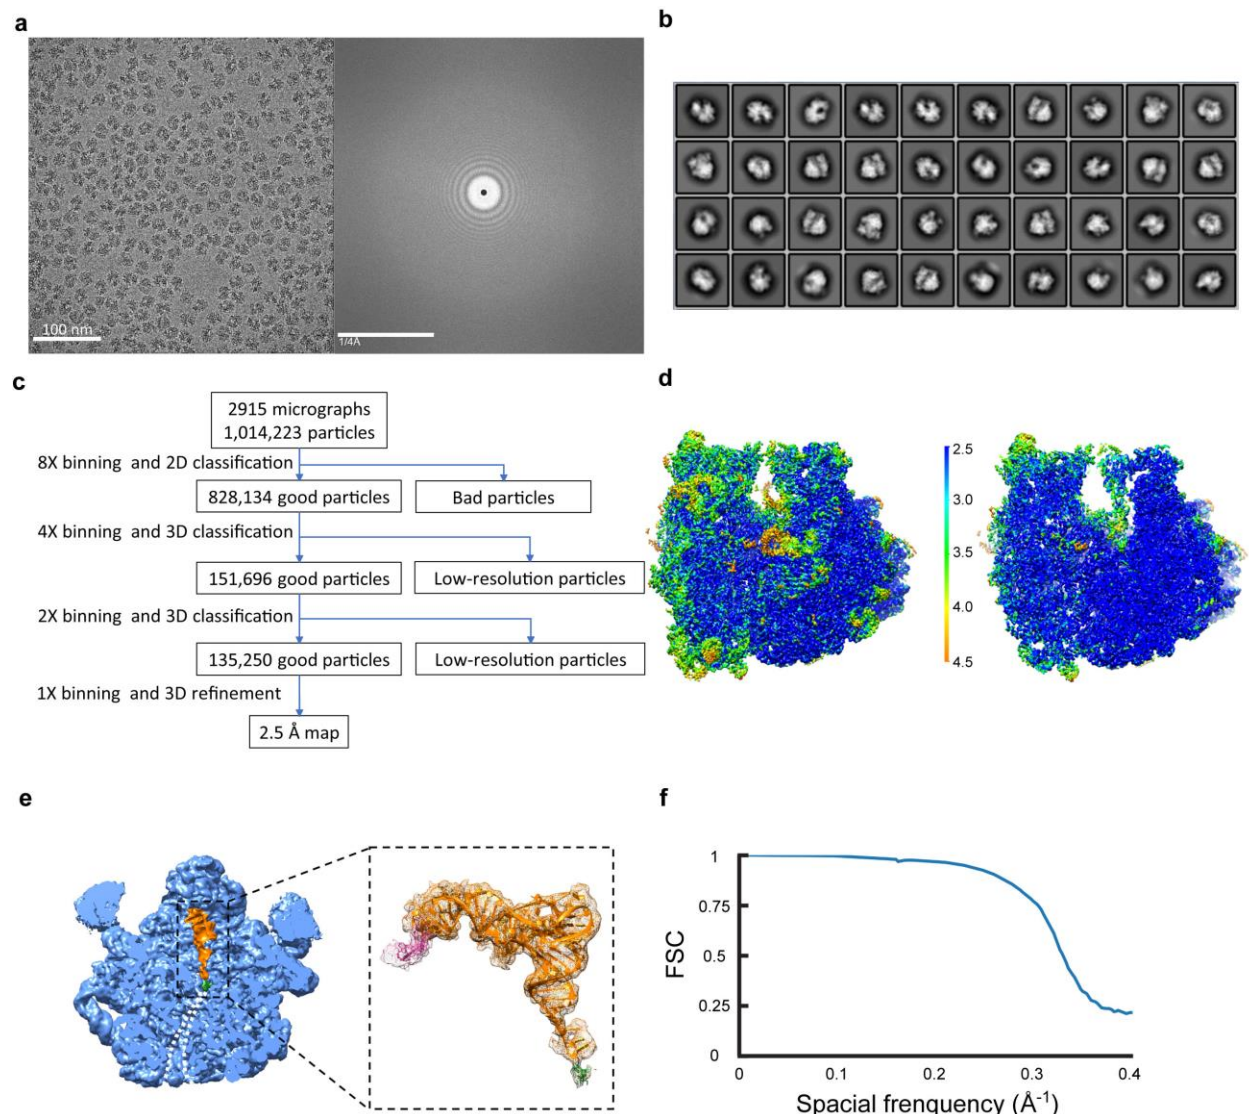 a
100 nm
1/4Å
b
c
2915 micrographs
1,014,223 particles
8X binning and 2D classification
828,134 good particles
Bad particles
4X binning and 3D classification
151,696 good particles
Low-resolution particles
2X binning and 3D classification
135,250 good particles
Low-resolution particles
1X binning and 3D refinement
2.5 Å map
d
2.5
3.0
3.5
4.0
4.5
e
f
1
0.75
0.5
0.25
0
FSC
0
0.1
0.2
0.3
0.4
Spacial frenquency (Å⁻¹)